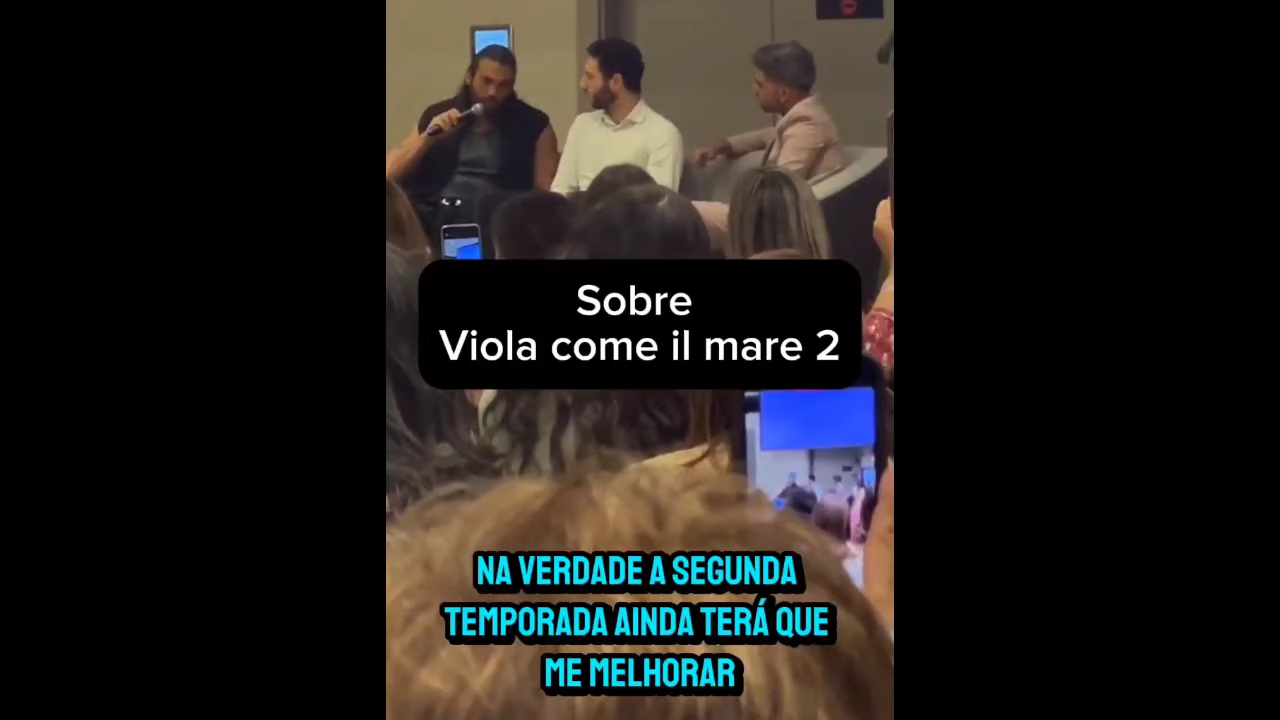 Sobre
Viola come il mare 2
NA VERDADE A SEGUNDA
TEMPORADA AINDA TERÁ QUE
ME MELHORAR